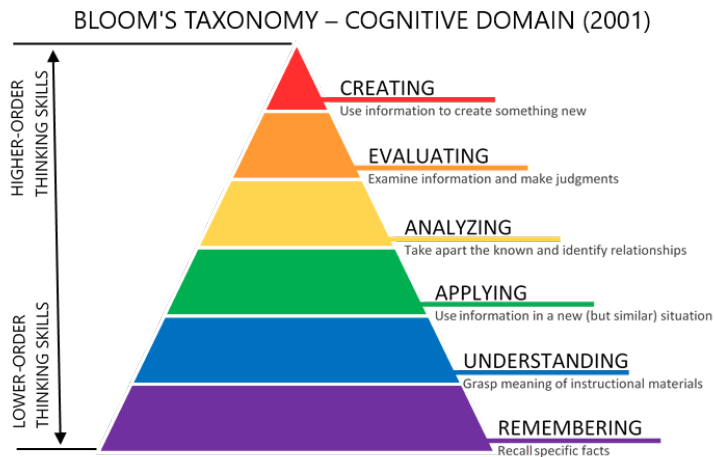 BLOOM'S TAXONOMY – COGNITIVE DOMAIN (2001)
HIGHER-ORDER
THINKING SKILLS
LOWER-ORDER
THINKING SKILLS
CREATING
Use information to create something new
EVALUATING
Examine information and make judgments
ANALYZING
Take apart the known and identify relationships
APPLYING
Use information in a new (but similar) situation
UNDERSTANDING
Grasp meaning of instructional materials
REMEMBERING
Recall specific facts